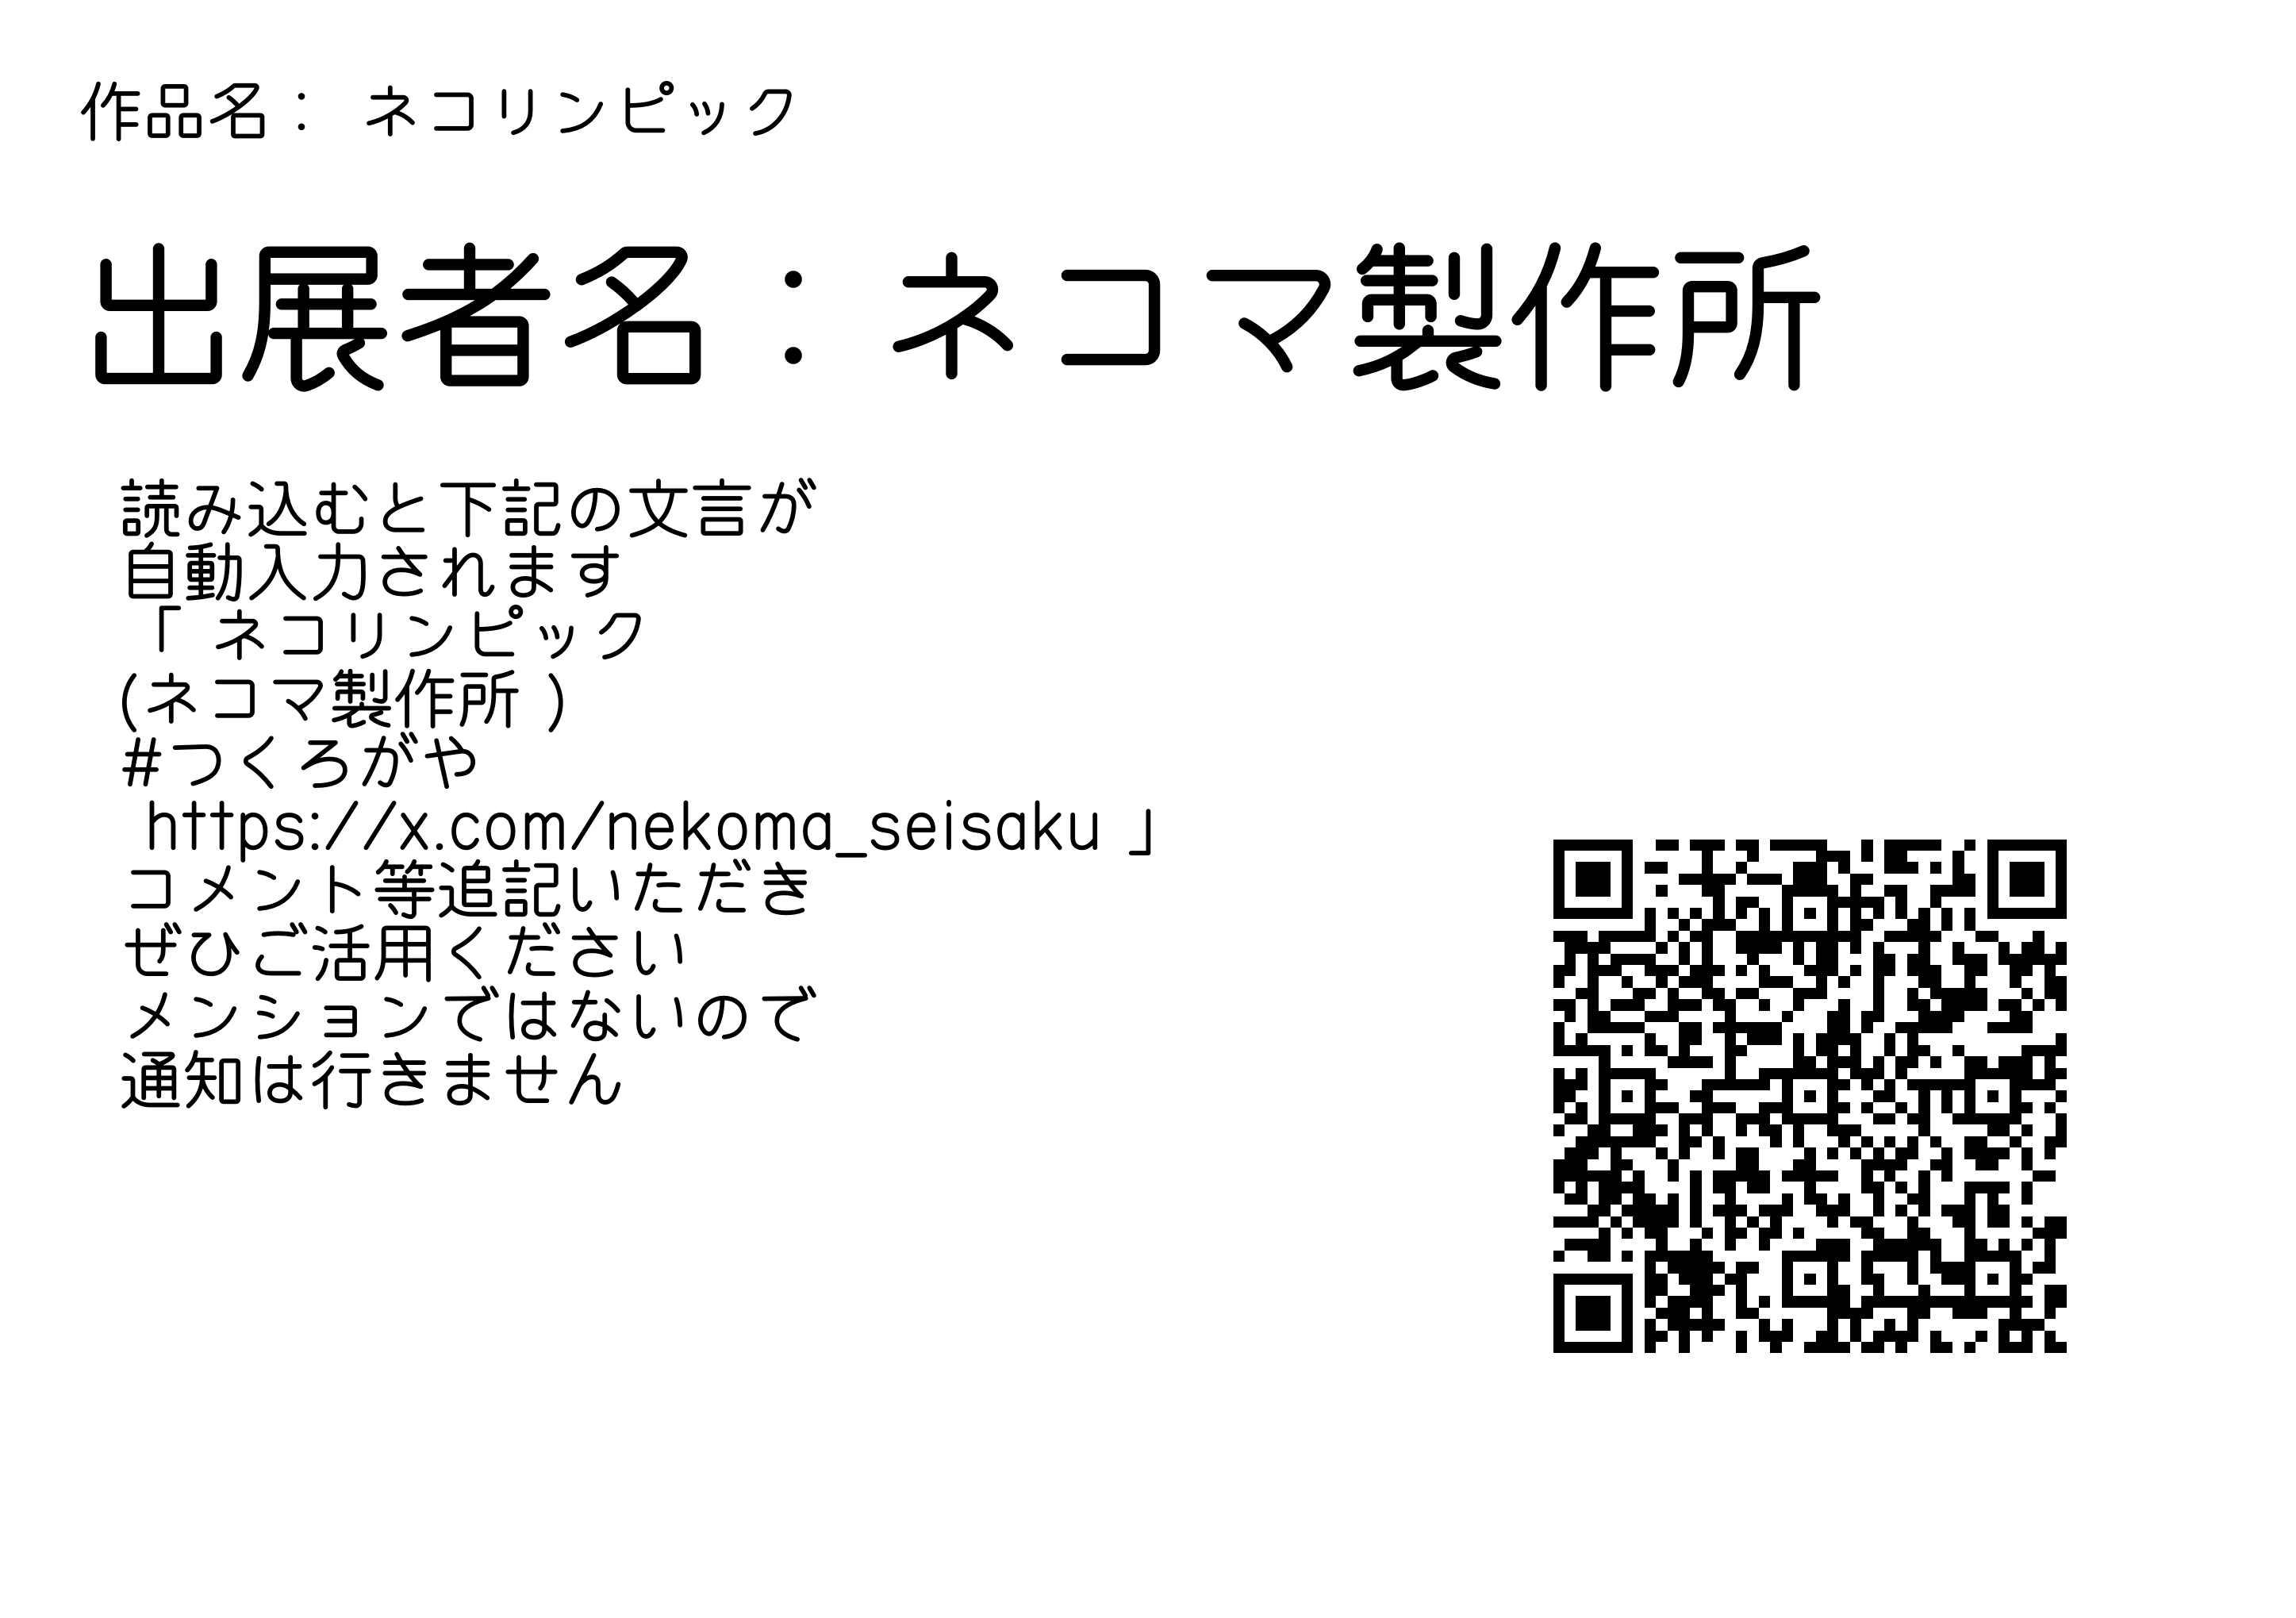 作品名： ネコリンピック
出展者名：ネコマ製作所
読み込むと下記の文言が
自動入力されます
「 ネコリンピック
(ネコマ製作所 )
#つくろがや
https://x.com/nekoma_seisaku 」
コメント等追記いただき
ぜひご活用ください
メンションではないので
通知は行きません